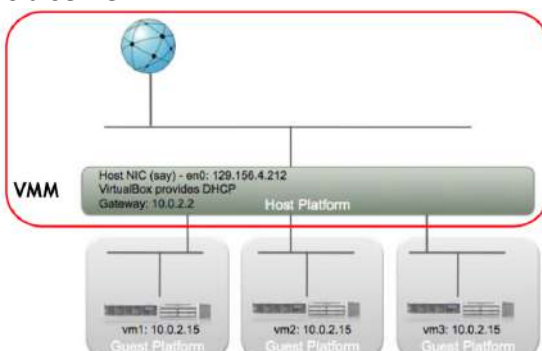 Host NIC (say) - en0: 129.156.4.212
VirtualBox provides DHCP
VMM
Gateway: 10.0.2.2
Host Platform
vm1: 10.0.2.15
vm2: 10.0.2.15
vm3: 10.0.2.15
Guest Platform
Guest Platform
Guest Platform